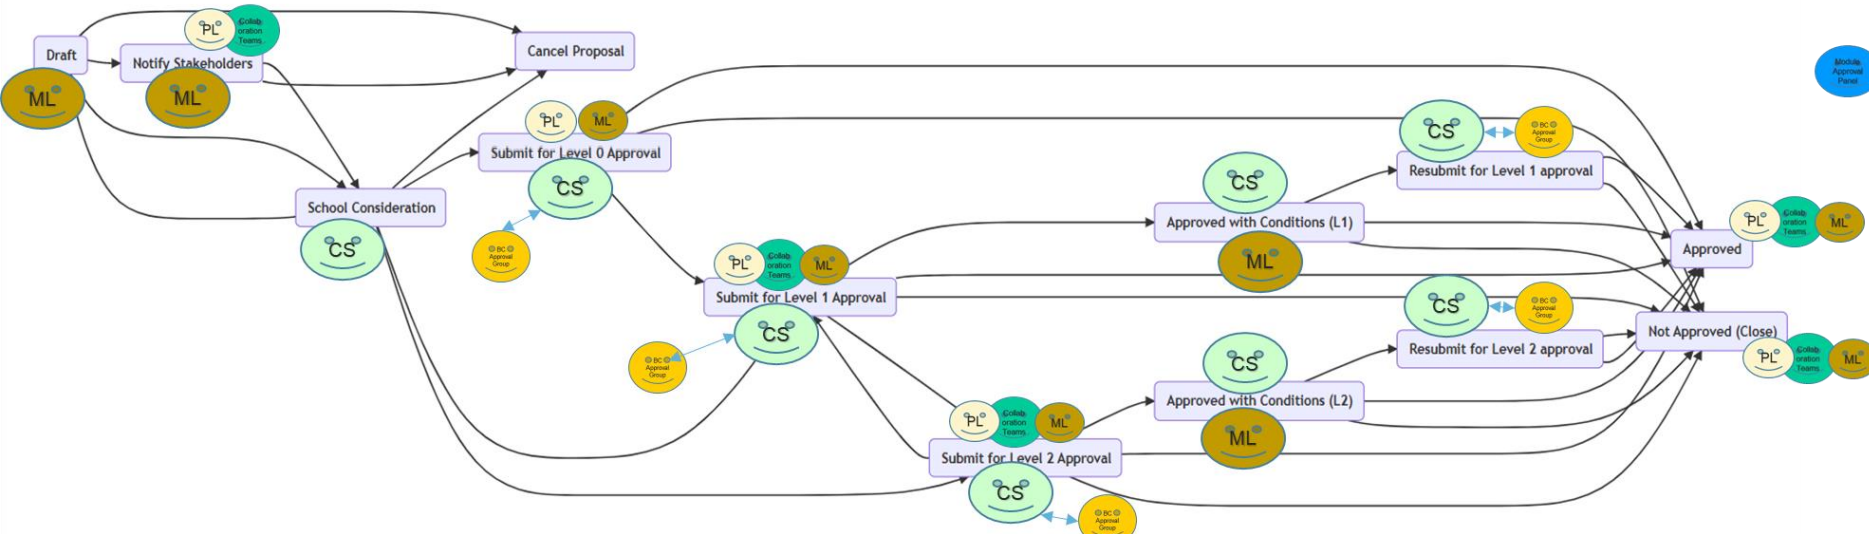 Draft
ML
Notify Stakeholders
PL
Collab
oration
Teams
ML
Cancel Proposal
School Consideration
CS
PL
ML
Submit for Level 0 Approval
CS
BC
Approval
Group
PL
Collab
oration
Teams
ML
Submit for Level 1 Approval
CS
BC
Approval
Group
PL
Collab
oration
Teams
ML
Submit for Level 2 Approval
CS
BC
Approval
Group
CS
Approved with Conditions (L1)
ML
CS
Approved with Conditions (L2)
ML
CS
BC
Approval
Group
Resubmit for Level 1 approval
CS
BC
Approval
Group
Resubmit for Level 2 approval
Module
Approval
Panel
PL
Collab
oration
Teams
ML
Approved
Not Approved (Close)
PL
Collab
oration
Teams
ML